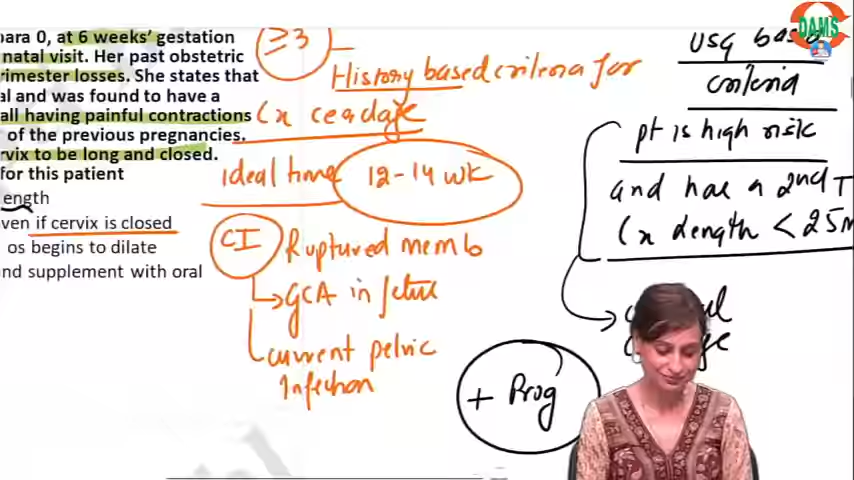 para 0, at 6 weeks' gestation
natal visit. Her past obstetric
rimester losses. She states that
al and was found to have a
all having painful contractions
of the previous pregnancies.
rvix to be long and closed.
for this patient
ength
ven if cervix is closed
os begins to dilate
nd supplement with oral
≥3
History based criteria for
Cx cerclage
Ideal time 12-14 wk
CI Ruptured memb
GCA in fetus
current pelvic
Infection
USG based
criteria
pt is high risk
and has a 2nd T
Cx length < 25m
+ Prog
DAMS